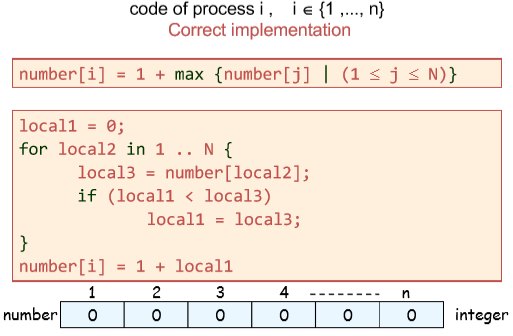 code of process i ,    i ∈ {1 ,..., n}
Correct implementation
number[i] = 1 + max {number[j] | (1 ≤ j ≤ N)}
local1 = 0;
for local2 in 1 .. N {
      local3 = number[local2];
      if (local1 < local3)
             local1 = local3;
}
number[i] = 1 + local1
1 2 3 4 -------- n
number 0 0 0 0 0 0 integer